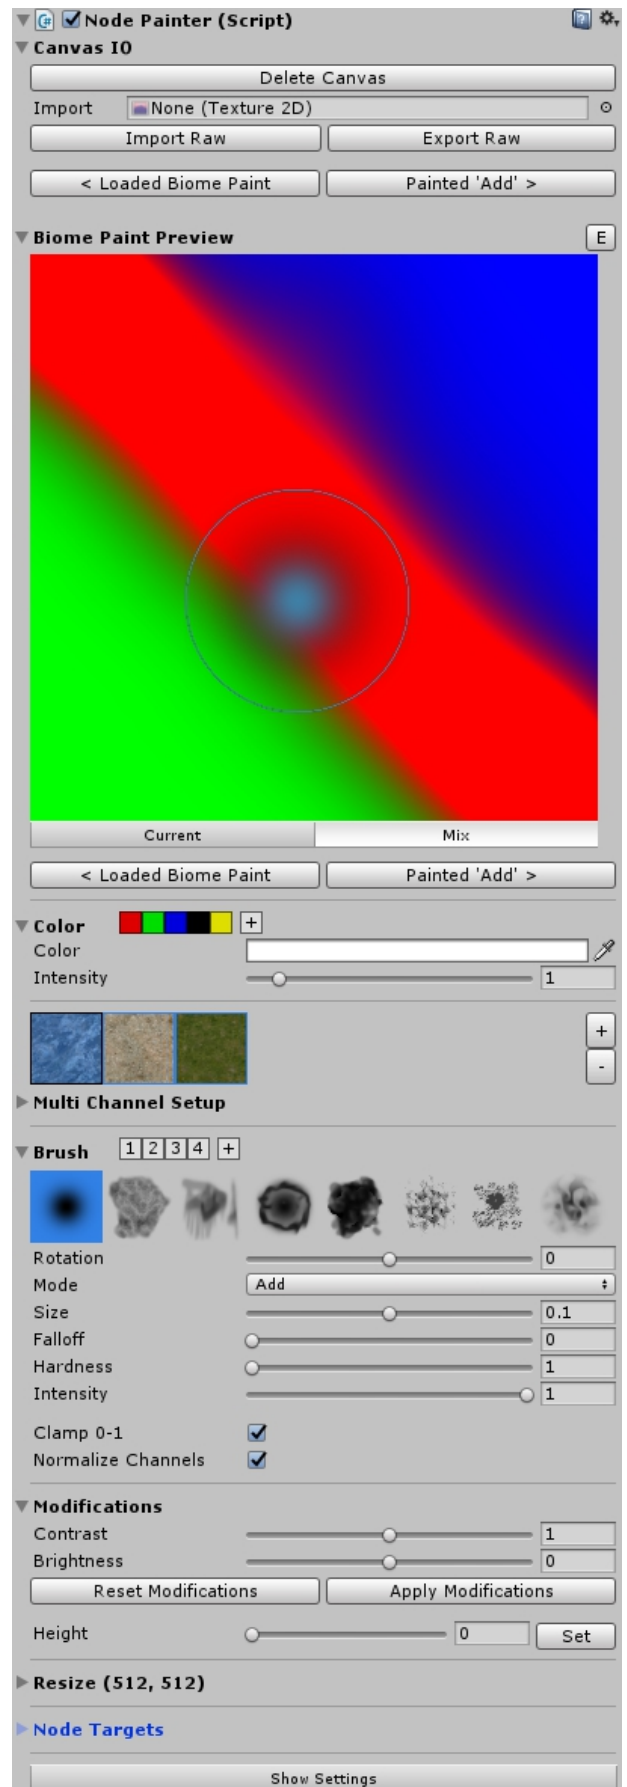 Node Painter (Script)
Canvas IO
Delete Canvas
Import None (Texture 2D)
Import Raw Export Raw
< Loaded Biome Paint Painted 'Add' >
Biome Paint Preview E
Current Mix
< Loaded Biome Paint Painted 'Add' >
Color +
Color
Intensity 1
+
-
Multi Channel Setup
Brush 1 2 3 4 +
Rotation 0
Mode Add
Size 0.1
Falloff 0
Hardness 1
Intensity 1
Clamp 0-1
Normalize Channels
Modifications
Contrast 1
Brightness 0
Reset Modifications Apply Modifications
Height 0 Set
Resize (512, 512)
Node Targets
Show Settings